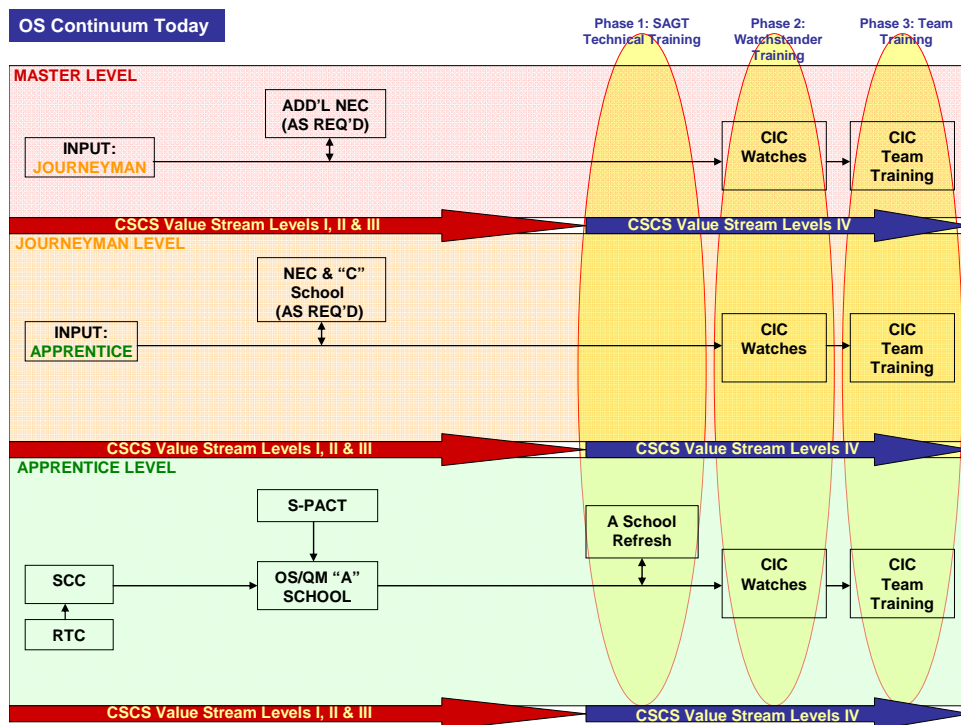 OS Continuum Today
Phase 1: SAGT
Technical Training
Phase 2:
Watchstander
Training
Phase 3: Team
Training
MASTER LEVEL
ADD'L NEC
(AS REQ'D)
INPUT:
JOURNEYMAN
CIC
Watches
CIC
Team
Training
CSCS Value Stream Levels I, II & III
CSCS Value Stream Levels IV
JOURNEYMAN LEVEL
NEC & “C”
School
(AS REQ'D)
INPUT:
APPRENTICE
CIC
Watches
CIC
Team
Training
CSCS Value Stream Levels I, II & III
CSCS Value Stream Levels IV
APPRENTICE LEVEL
S-PACT
A School
Refresh
SCC
OS/QM “A”
SCHOOL
CIC
Watches
CIC
Team
Training
RTC
CSCS Value Stream Levels I, II & III
CSCS Value Stream Levels IV